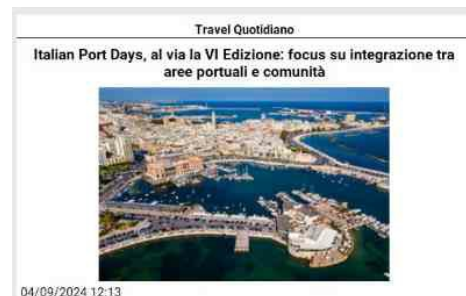 Travel Quotidiano
Italian Port Days, al via la VI Edizione: focus su integrazione tra
aree portuali e comunità
04/09/2024 12:13